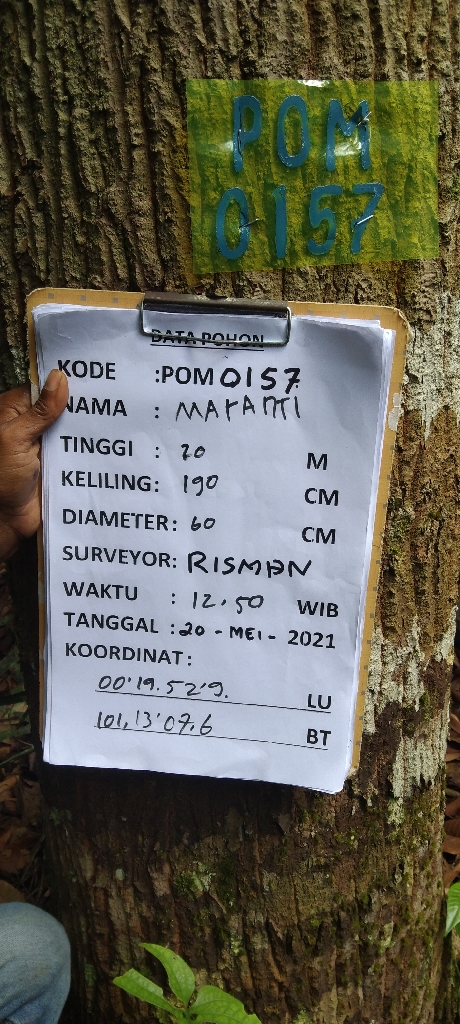 POM
0157
DATA POHON
KODE :POM 0157
NAMA : MARANTI
TINGGI : 20 M
KELILING: 190 CM
DIAMETER: 60 CM
SURVEYOR: RISMAN
WAKTU : 12.50 WIB
TANGGAL : 20 - MEI - 2021
KOORDINAT:
00'19.52'9. LU
101,13'07.6 BT